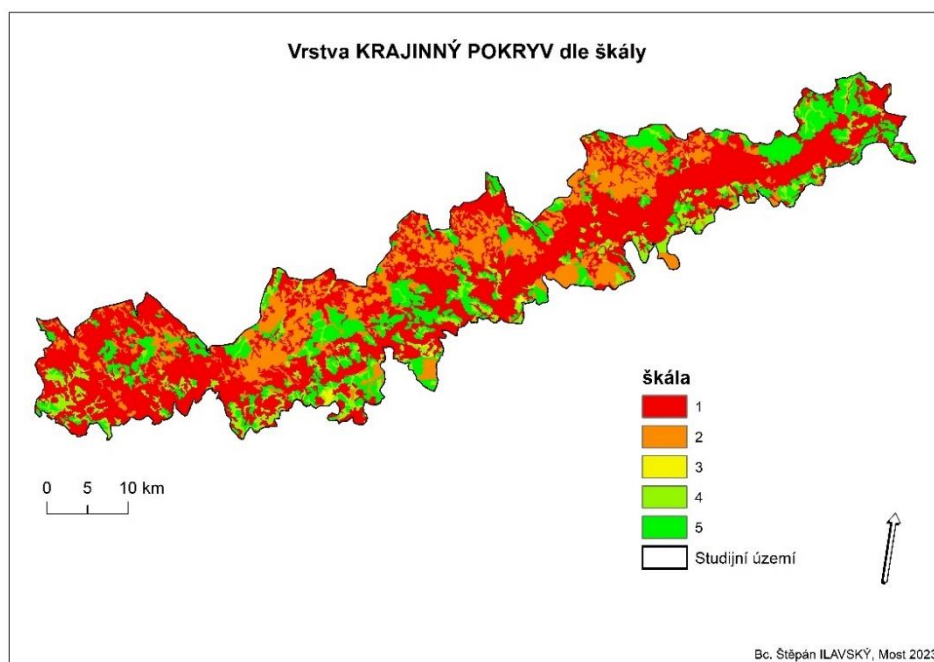 Vrstva KRAJINNÝ POKRYV dle škály
škála
1
2
3
4
5
Studijní území
0 5 10 km
Bc. Štěpán ILAVSKÝ, Most 2023